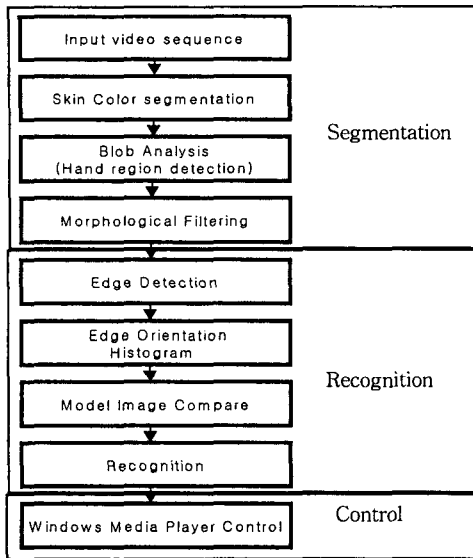 Input video sequence
Skin Color segmentation
Blob Analysis
(Hand region detection)
Morphological Filtering
Segmentation
Edge Detection
Edge Orientation
Histogram
Model Image Compare
Recognition
Recognition
Windows Media Player Control
Control